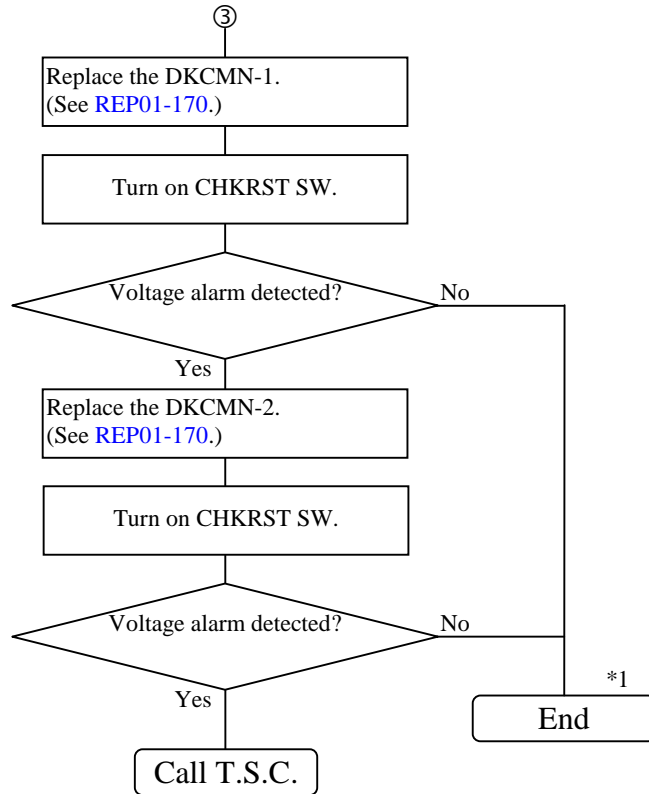 ③
Replace the DKCMN-1.
(See REP01-170.)
Turn on CHKRST SW.
Voltage alarm detected?
No
Yes
Replace the DKCMN-2.
(See REP01-170.)
Turn on CHKRST SW.
Voltage alarm detected?
No
Yes
*1
End
Call T.S.C.